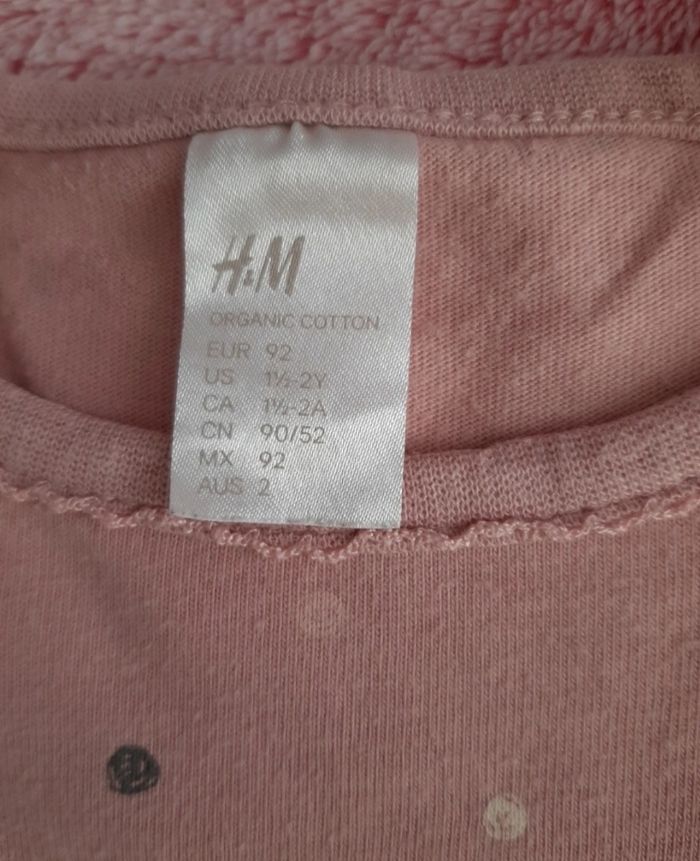 H&M
ORGANIC COTTON
EUR 92
US 1½-2Y
CA 1½-2A
CN 90/52
MX 92
AUS 2